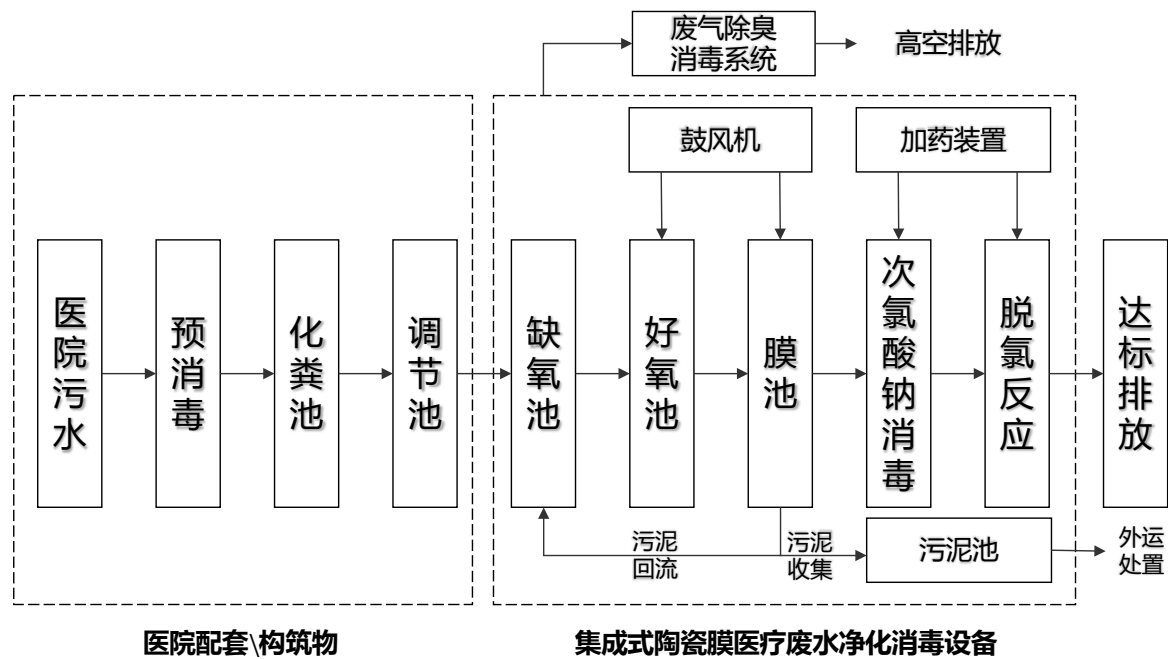 废气除臭
消毒系统
高空排放
鼓风机
加药装置
医院污水
预消毒
化粪池
调节池
缺氧池
好氧池
膜池
次氯酸钠消毒
脱氯反应
达标排放
污泥
回流
污泥
收集
污泥池
外运
处置
医院配套\构筑物
集成式陶瓷膜医疗废水净化消毒设备